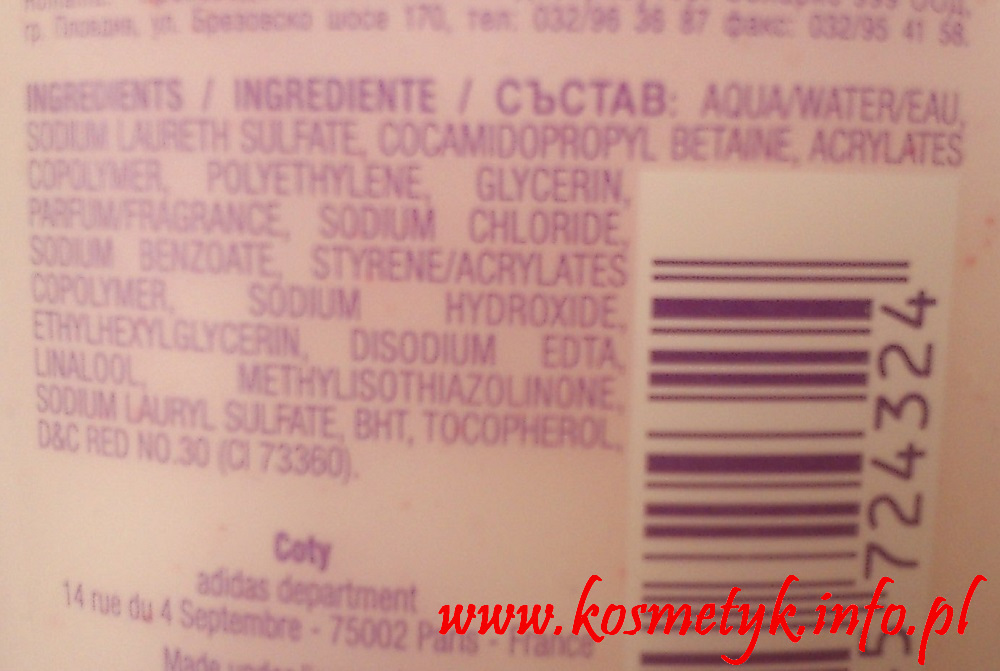 гр. Пловдив, ул. Брезовско шосе 170, тел: 032/96 36 87 факс: 032/95 41 58.
INGREDIENTS / INGREDIENTE / СЪСТАВ: AQUA/WATER/EAU,
SODIUM LAURETH SULFATE, COCAMIDOPROPYL BETAINE, ACRYLATES
COPOLYMER, POLYETHYLENE, GLYCERIN,
PARFUM/FRAGRANCE, SODIUM CHLORIDE,
SODIUM BENZOATE, STYRENE/ACRYLATES
COPOLYMER, SODIUM HYDROXIDE,
ETHYLHEXYLGLYCERIN, DISODIUM EDTA,
LINALOOL, METHYLISOTHIAZOLINONE,
SODIUM LAURYL SULFATE, BHT, TOCOPHEROL,
D&C RED NO.30 (CI 73360).
5 724324
Coty
adidas department
14 rue du 4 Septembre - 75002 Paris - France
Made under
www.kosmetyk.info.pl